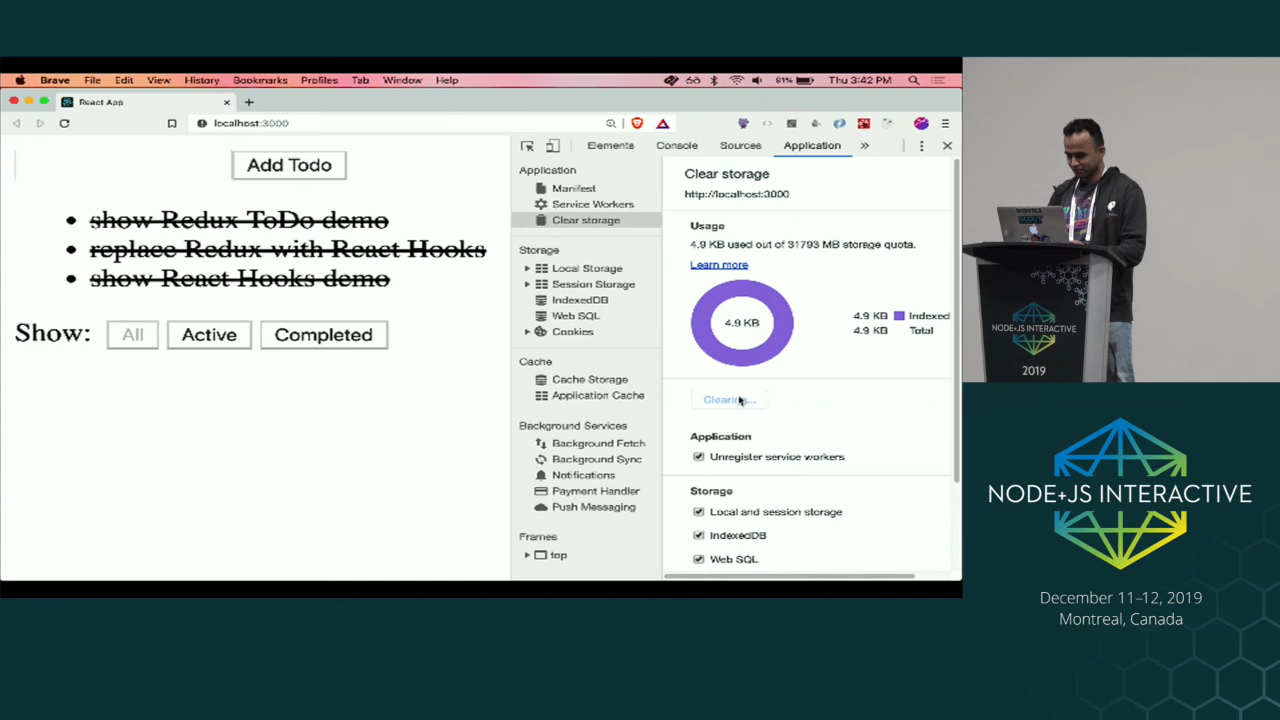 Brave File Edit View History Bookmarks Profiles Tab Window Help
81% Thu 3:42 PM
React App
localhost:3000
Add Todo
show Redux ToDo demo
replace Redux with React Hooks
show React Hooks demo
Show: All Active Completed
Elements Console Sources Application
Application
Manifest
Service Workers
Clear storage
Storage
Local Storage
Session Storage
IndexedDB
Web SQL
Cookies
Cache
Cache Storage
Application Cache
Background Services
Background Fetch
Background Sync
Notifications
Payment Handler
Push Messaging
Frames
top
Clear storage
http://localhost:3000
Usage
4.9 KB used out of 31793 MB storage quota.
Learn more
4.9 KB
4.9 KB Indexed
4.9 KB Total
Clearing...
Application
Unregister service workers
Storage
Local and session storage
IndexedDB
Web SQL
NODE+JS INTERACTIVE
2019
NODE+JS INTERACTIVE
December 11–12, 2019
Montreal, Canada